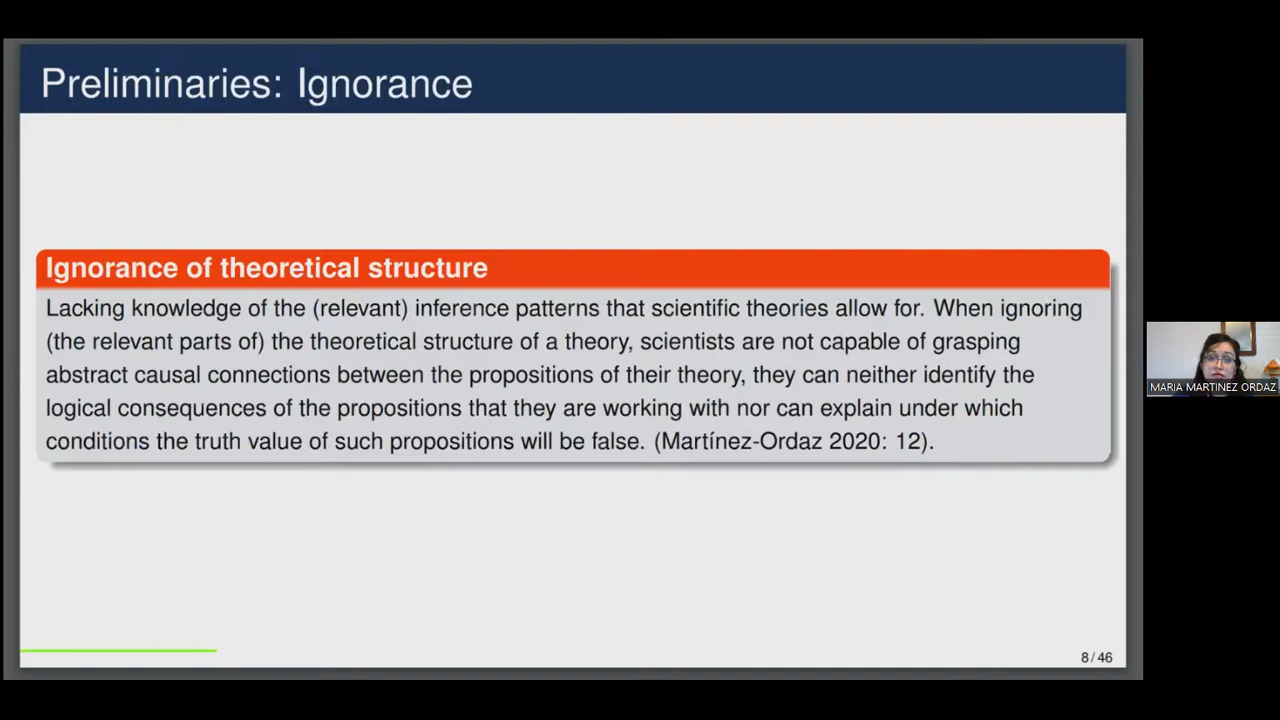 Preliminaries: Ignorance
Ignorance of theoretical structure
Lacking knowledge of the (relevant) inference patterns that scientific theories allow for. When ignoring
(the relevant parts of) the theoretical structure of a theory, scientists are not capable of grasping
abstract causal connections between the propositions of their theory, they can neither identify the
logical consequences of the propositions that they are working with nor can explain under which
conditions the truth value of such propositions will be false. (Martínez-Ordaz 2020: 12).
MARIA MARTINEZ ORDAZ
8 / 46